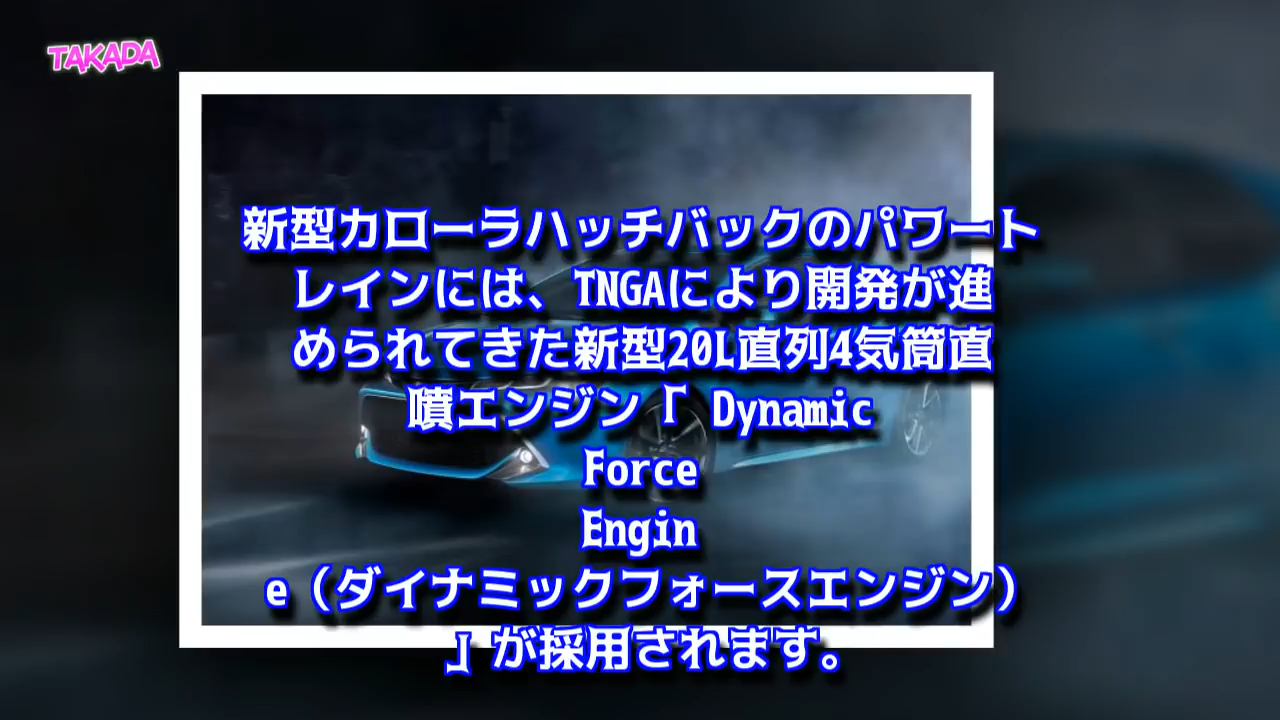 TAKADA
新型カローラハッチバックのパワート
レインには、TNGAにより開発が進
められてきた新型20L直列4気筒直
噴エンジン「 Dynamic
Force
Engin
e（ダイナミックフォースエンジン）
」が採用されます。